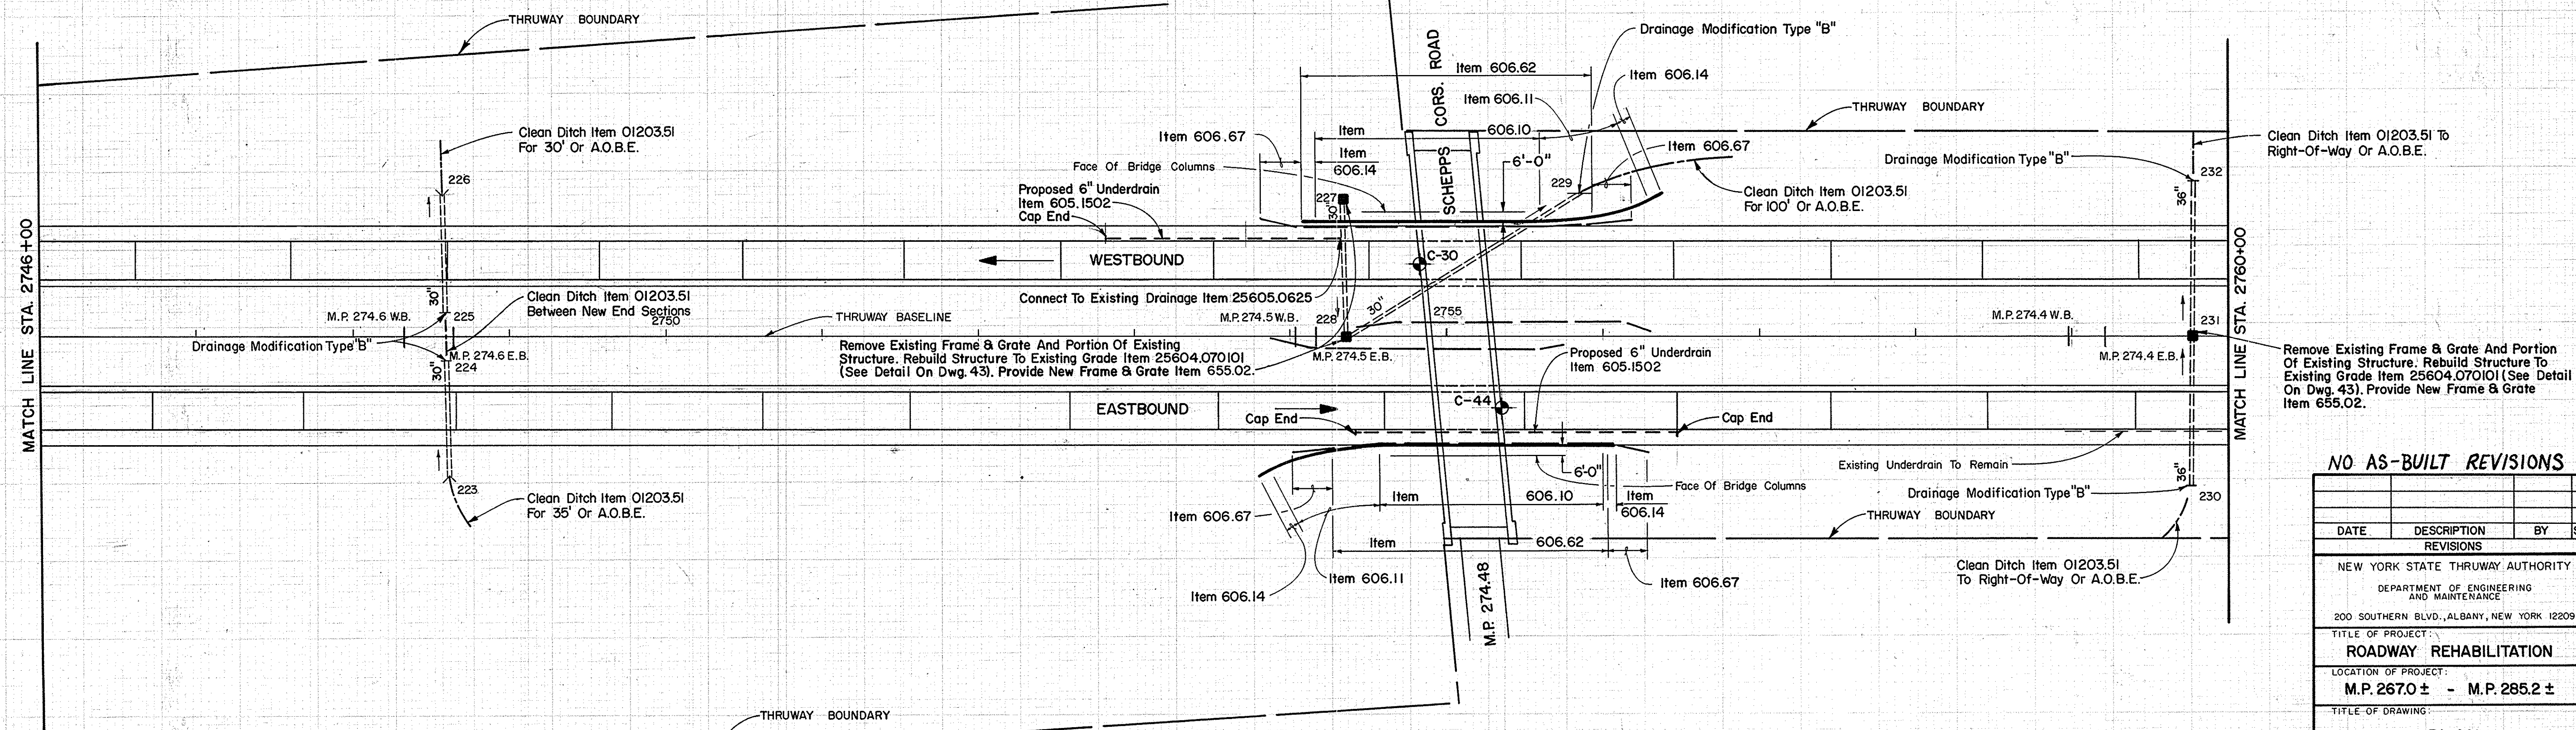 THRUWAY BOUNDARY
MATCH LINE STA. 2746+00
Clean Ditch Item 01203.51
For 30' Or A.O.B.E.
226
30"
225
M.P. 274.6 W.B.
Drainage Modification Type "B"
Clean Ditch Item 01203.51
Between New End Sections
2750
M.P. 274.6 E.B.
224
30"
223
Clean Ditch Item 01203.51
For 35' Or A.O.B.E.
THRUWAY BASELINE
Remove Existing Frame & Grate And Portion Of Existing
Structure. Rebuild Structure To Existing Grade Item 25604.070101
(See Detail On Dwg. 43). Provide New Frame & Grate Item 655.02.
Proposed 6" Underdrain
Item 605.1502
Cap End
WESTBOUND
Connect To Existing Drainage Item 25605.0625
M.P. 274.5 W.B.
228
M.P. 274.5 E.B.
EASTBOUND
Item 606.67
Face Of Bridge Columns
Item 606.62
Item 606.10
Item
606.14
227
30"
SCHEPPS CORS. ROAD
6'-0"
Item 606.11
Drainage Modification Type "B"
Item 606.14
Item 606.67
229
Clean Ditch Item 01203.51
For 100' Or A.O.B.E.
C-30
30"
2755
Proposed 6" Underdrain
Item 605.1502
C-44
Cap End
Cap End
6'-0"
Face Of Bridge Columns
Item 606.10
Item
606.14
Item 606.67
Item 606.62
Item 606.11
Item 606.14
Item 606.67
M.P. 274.48
THRUWAY BOUNDARY
THRUWAY BOUNDARY
Drainage Modification Type "B"
Clean Ditch Item 01203.51 To
Right-Of-Way Or A.O.B.E.
232
36"
M.P. 274.4 W.B.
231
M.P. 274.4 E.B.
MATCH LINE STA. 2760+00
Remove Existing Frame & Grate And Portion
Of Existing Structure. Rebuild Structure To
Existing Grade Item 25604.070101 (See Detail
On Dwg. 43). Provide New Frame & Grate
Item 655.02.
Existing Underdrain To Remain
36"
Drainage Modification Type "B"
230
THRUWAY BOUNDARY
Clean Ditch Item 01203.51
To Right-Of-Way Or A.O.B.E.
NO AS-BUILT REVISIONS
DATE DESCRIPTION BY
REVISIONS
NEW YORK STATE THRUWAY AUTHORITY
DEPARTMENT OF ENGINEERING
AND MAINTENANCE
200 SOUTHERN BLVD., ALBANY, NEW YORK 12209
TITLE OF PROJECT:
ROADWAY REHABILITATION
LOCATION OF PROJECT:
M.P. 267.0 ± - M.P. 285.2 ±
TITLE OF DRAWING: